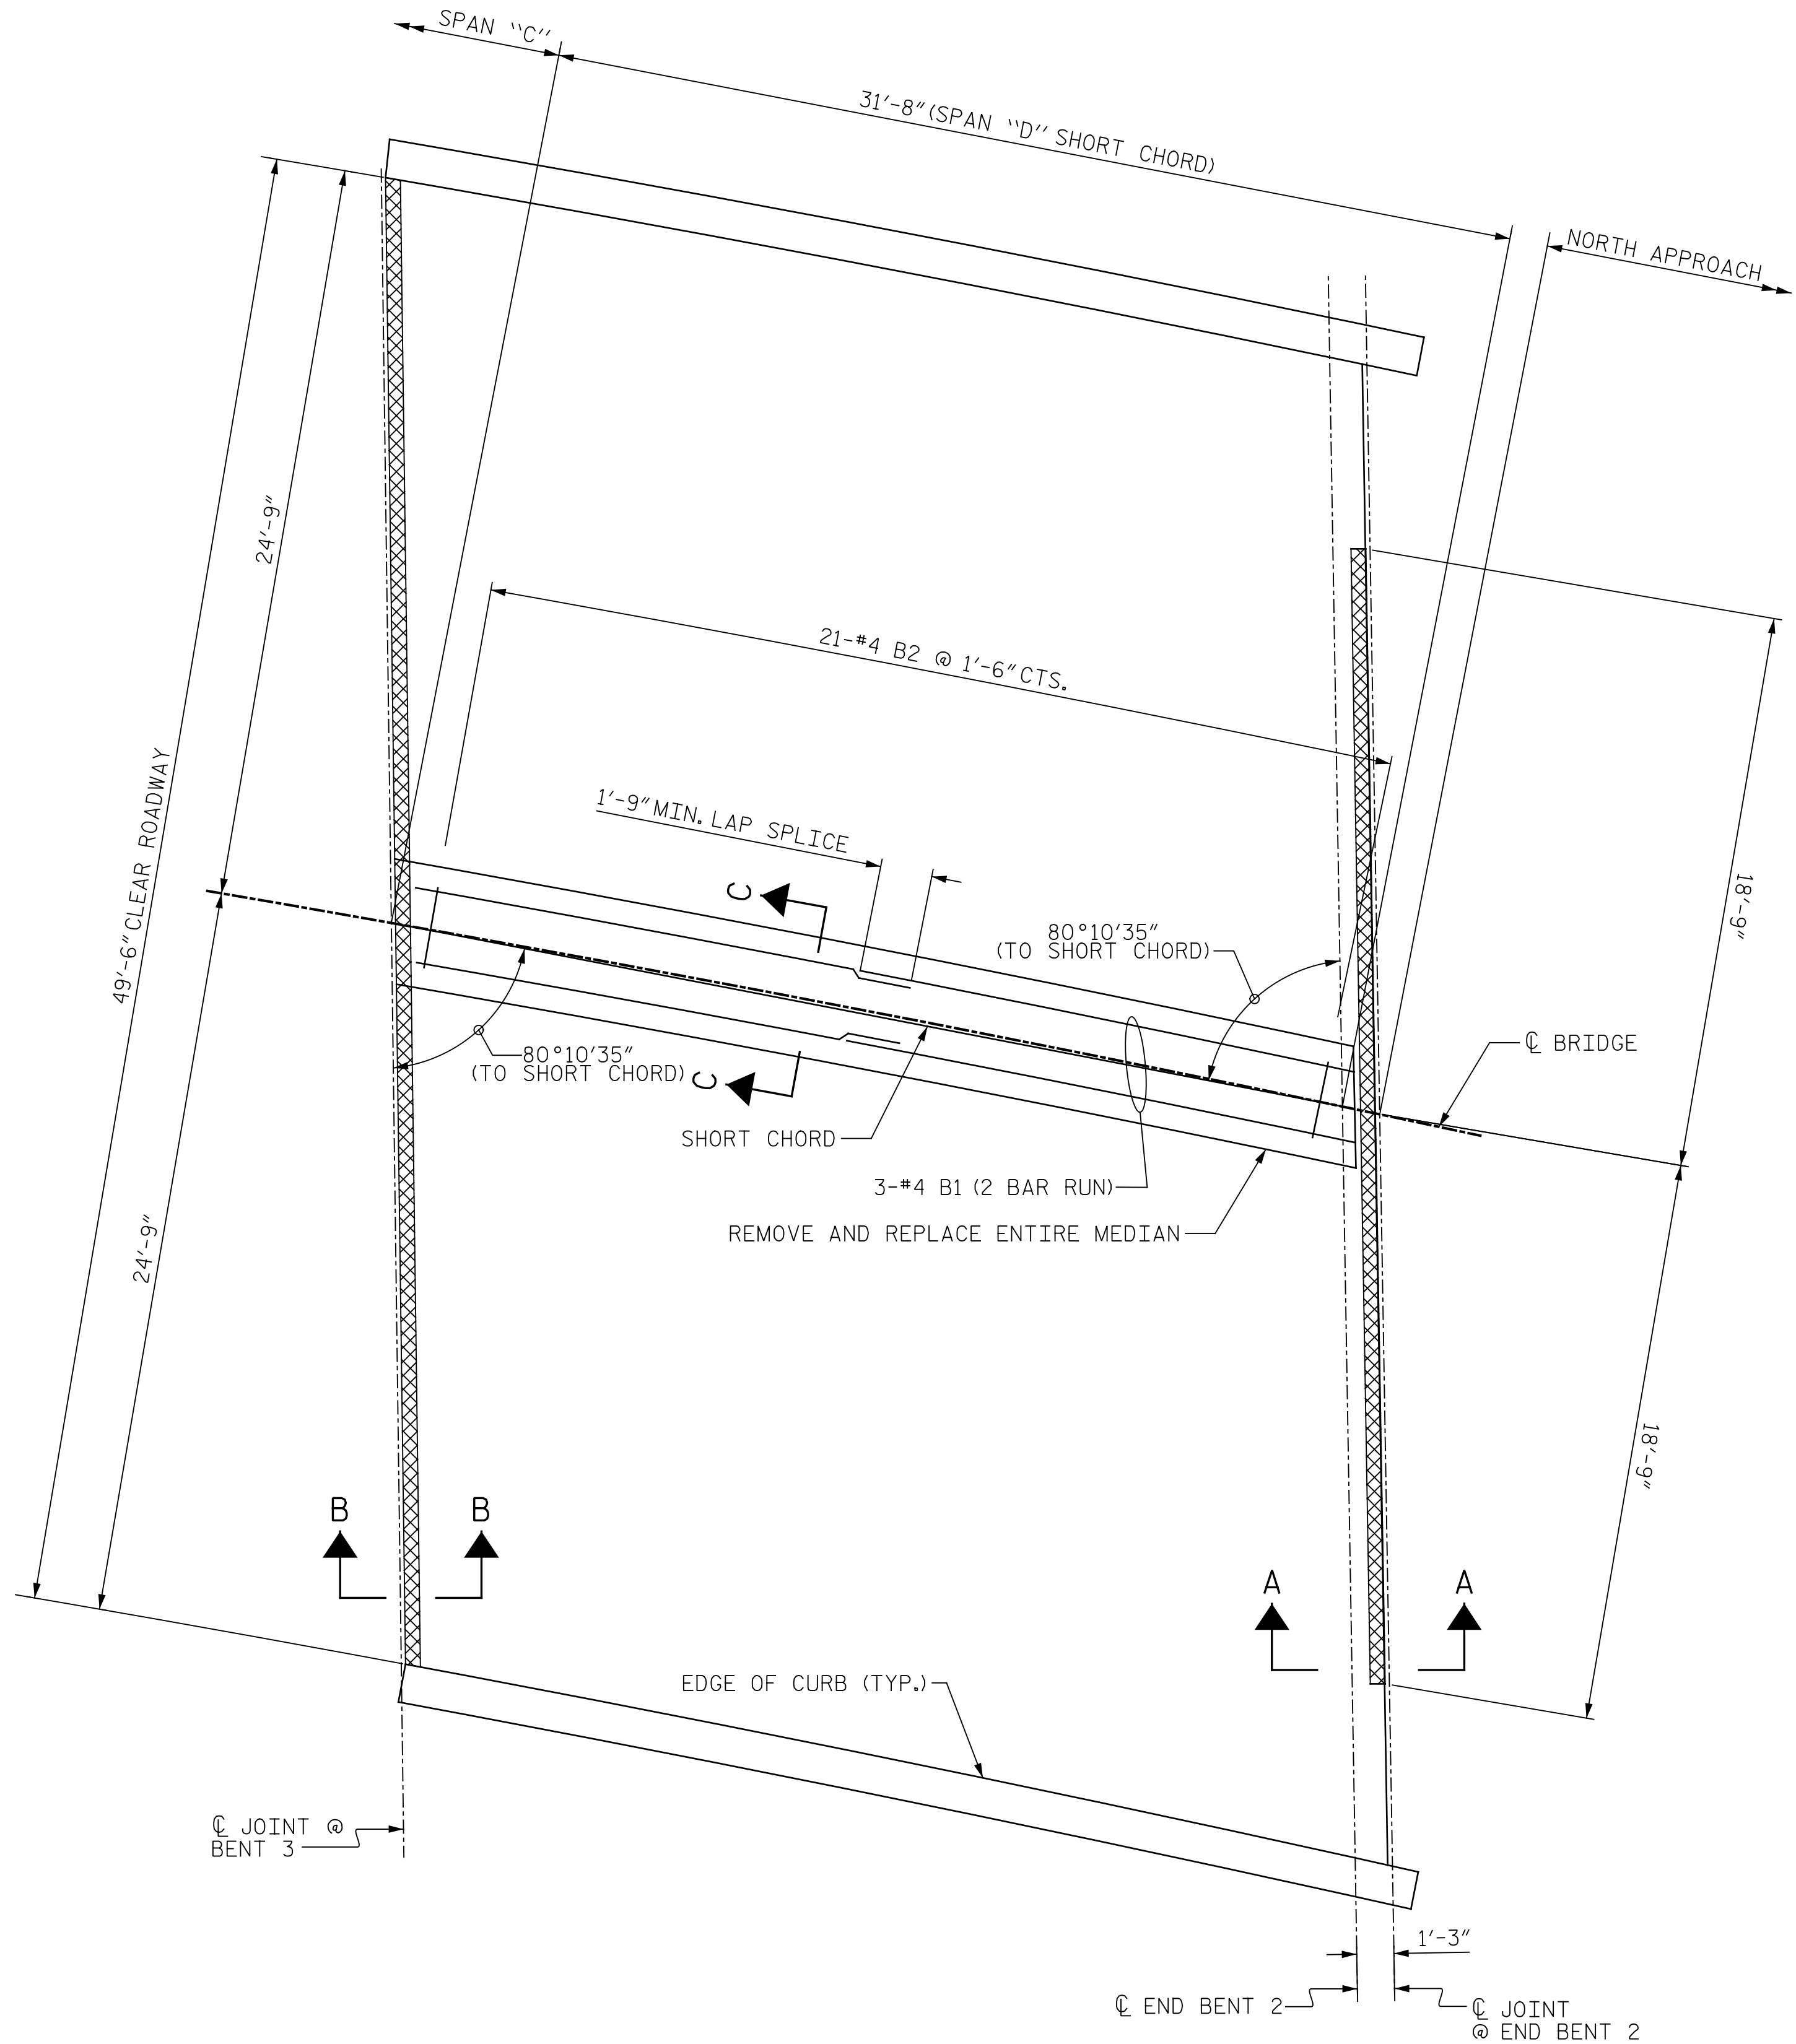 SPAN ‘‘C’’
31′-8″ (SPAN ‘‘D’’ SHORT CHORD)
NORTH APPROACH
24′-9″
21-#4 B2 @ 1′-6″ CTS.
49′-6″ CLEAR ROADWAY
1′-9″ MIN. LAP SPLICE
18′-9″
C
80°10′35″
(TO SHORT CHORD)
℄ BRIDGE
80°10′35″
(TO SHORT CHORD)
C
SHORT CHORD
3-#4 B1 (2 BAR RUN)
REMOVE AND REPLACE ENTIRE MEDIAN
24′-9″
18′-9″
B
B
A
A
EDGE OF CURB (TYP.)
℄ JOINT @
BENT 3
1′-3″
℄ END BENT 2
℄ JOINT
@ END BENT 2